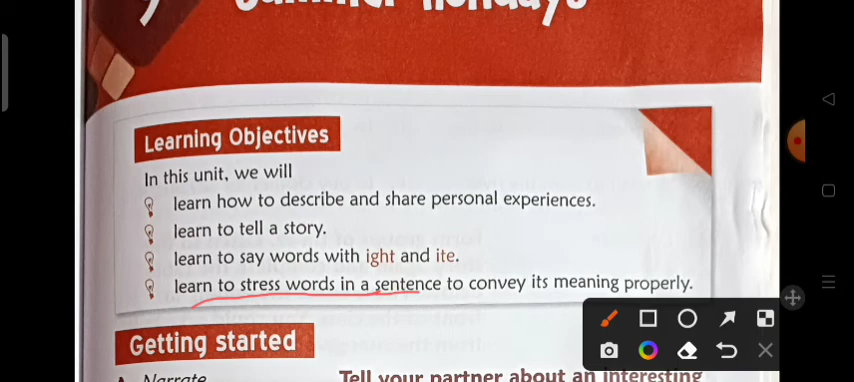 Summer Holidays
Learning Objectives
In this unit, we will
learn how to describe and share personal experiences.
learn to tell a story.
learn to say words with ight and ite.
learn to stress words in a sentence to convey its meaning properly.
Getting started
Narrate
Tell your partner about an interesting